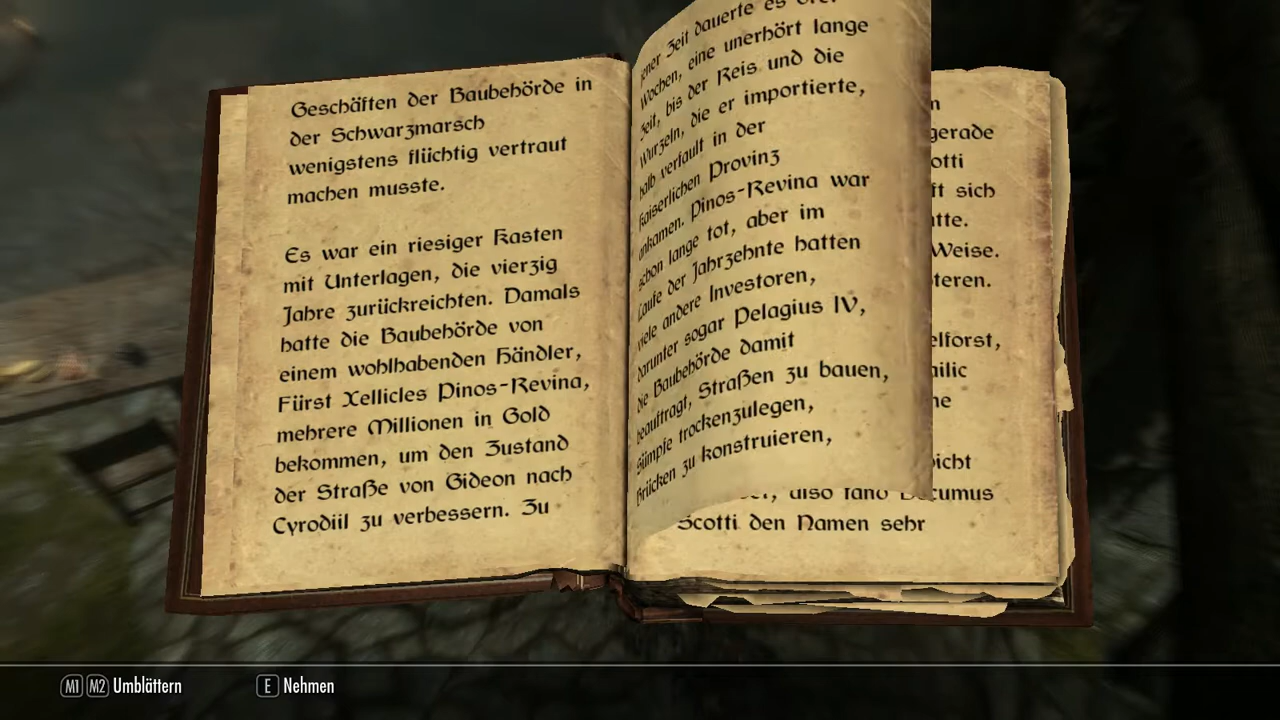 Geschäften der Baubehörde in
der Schwarzmarsch
wenigstens flüchtig vertraut
machen musste.
Es war ein riesiger Kasten
mit Unterlagen, die vierzig
Jahre zurückreichten. Damals
hatte die Baubehörde von
einem wohlhabenden Händler,
Fürst Xellicles Pinos-Revina,
mehrere Millionen in Gold
bekommen, um den Zustand
der Straße von Gideon nach
Cyrodiil zu verbessern. Zu
jener Zeit dauerte es
Wochen, eine unerhört lange
Zeit, bis der Reis und die
Wurzeln, die er importierte,
halb verfault in der
kaiserlichen Provinz
ankamen. Pinos-Revina war
schon lange tot, aber im
Laufe der Jahrzehnte hatten
viele andere Investoren,
darunter sogar Pelagius IV,
die Baubehörde damit
beauftragt, Straßen zu bauen,
Sümpfe trockenzulegen,
Brücken zu konstruieren,
gerade
Weise.
also fand Decumus
Scotti den Namen sehr
M1 M2 Umblättern
E Nehmen